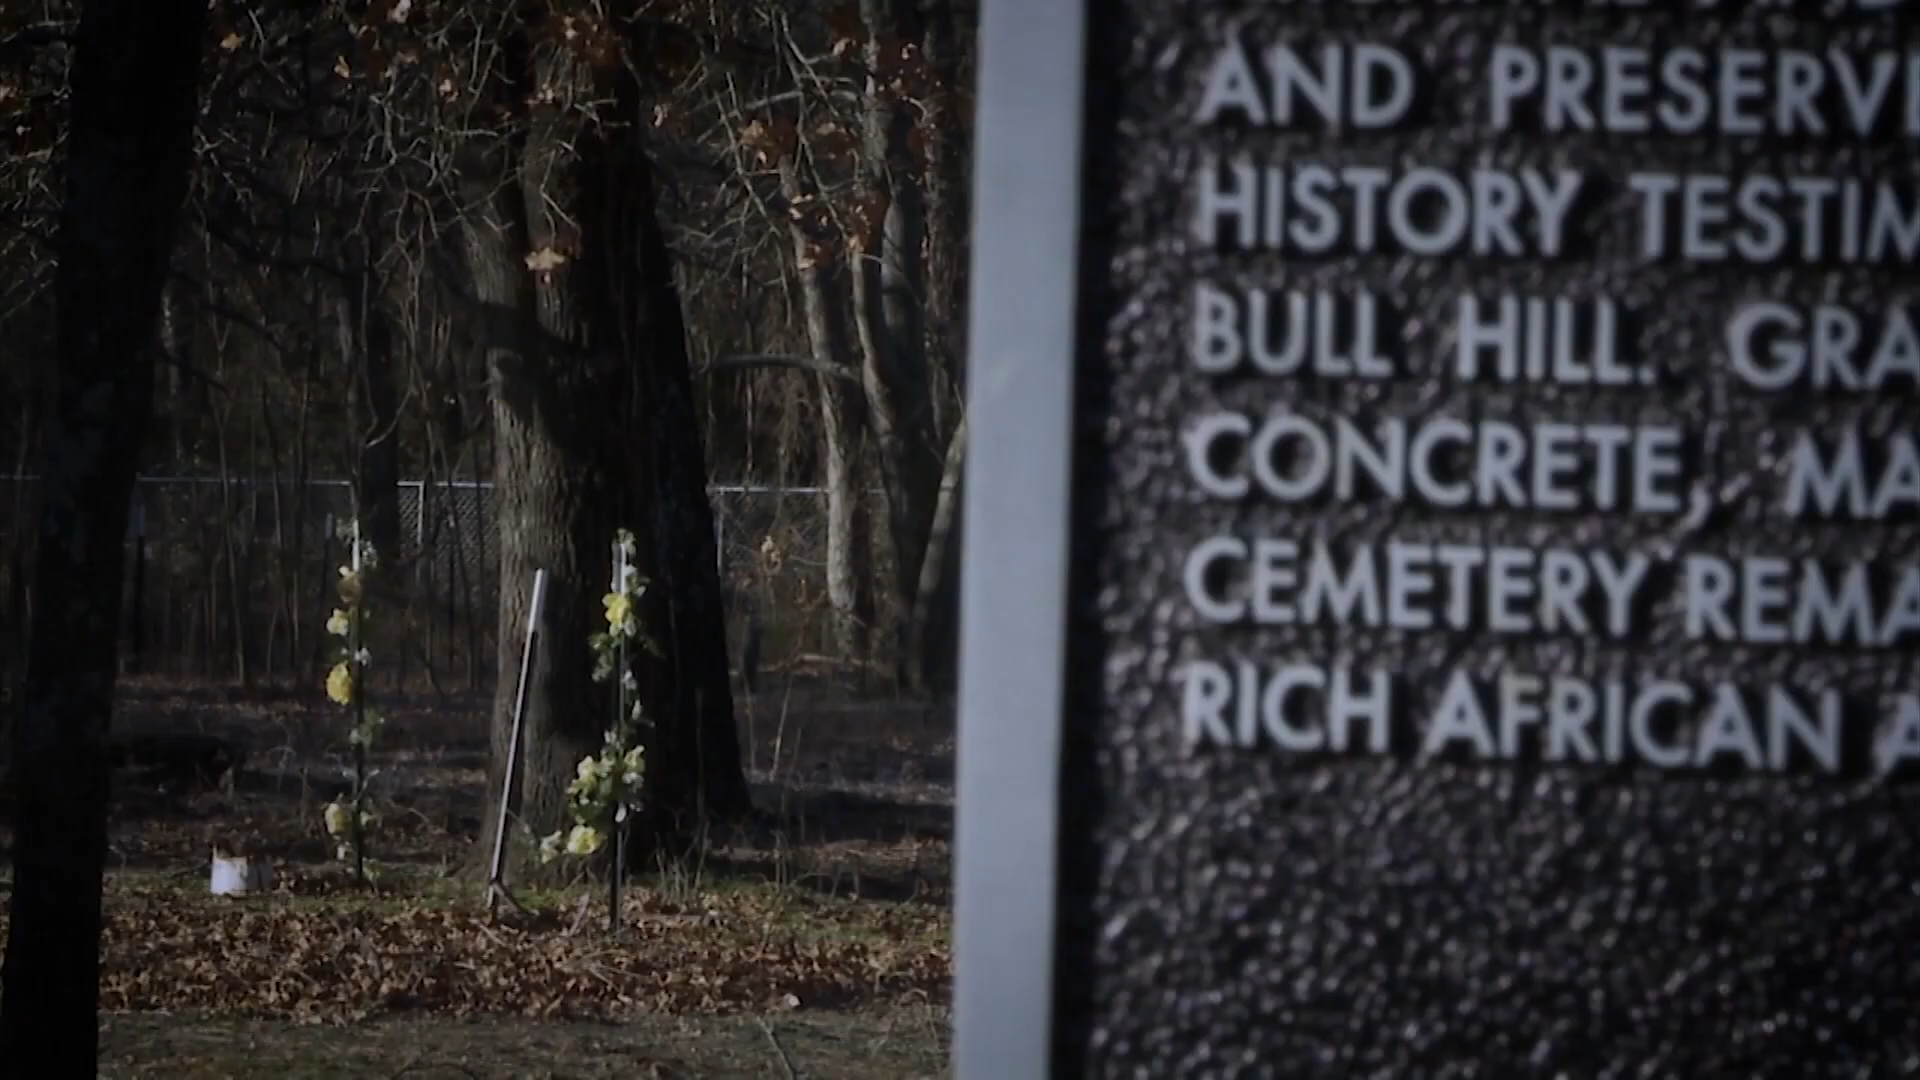 AND PRESERV
HISTORY TESTIM
BULL HILL. GRA
CONCRETE, MA
CEMETERY REMA
RICH AFRICAN A